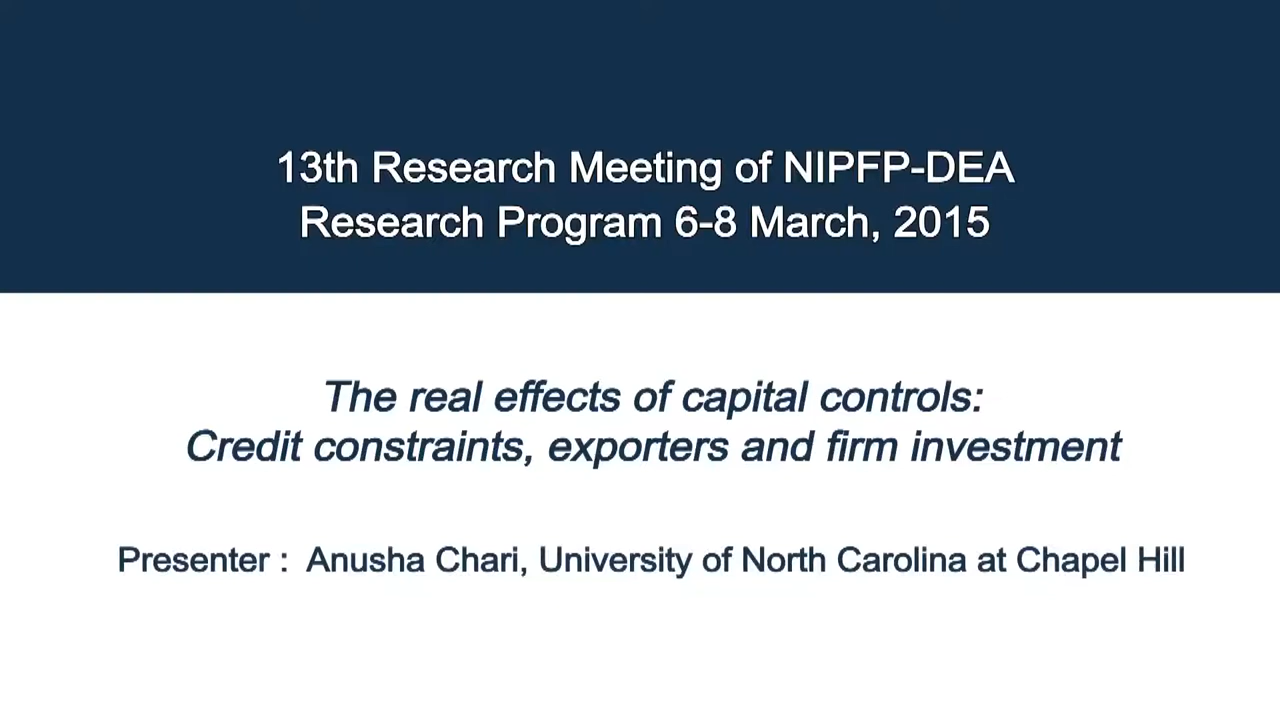 13th Research Meeting of NIPFP-DEA
Research Program 6-8 March, 2015
The real effects of capital controls:
Credit constraints, exporters and firm investment
Presenter :  Anusha Chari, University of North Carolina at Chapel Hill